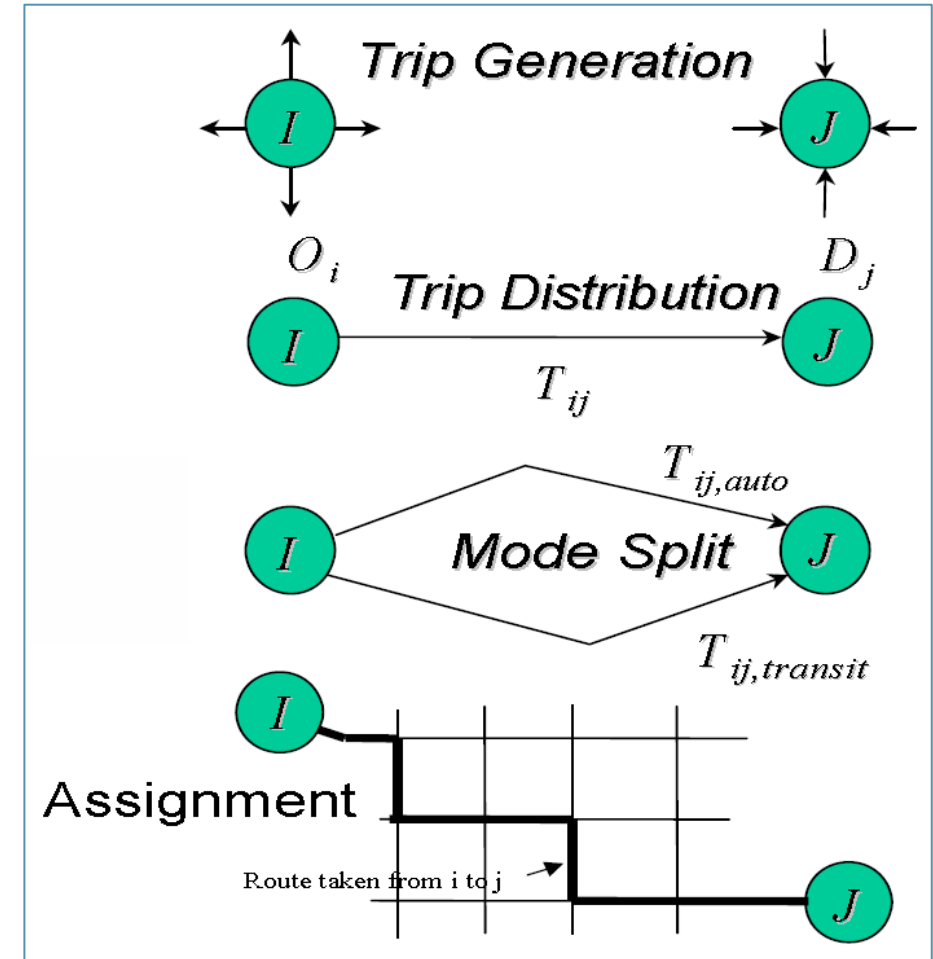 Trip Generation
I
J
O i
D j
Trip Distribution
I
J
T ij
T ij,auto
I
Mode Split
J
T ij,transit
I
Assignment
Route taken from i to j
J